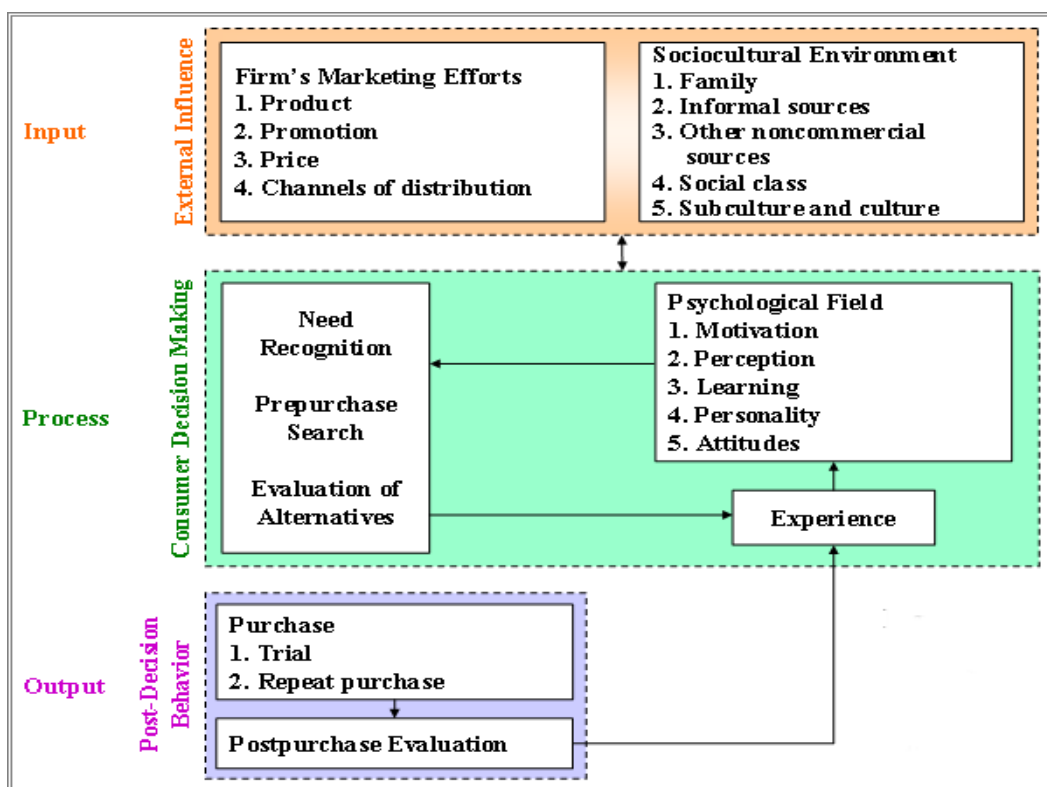 Input
External Influence
Firm's Marketing Efforts
1. Product
2. Promotion
3. Price
4. Channels of distribution
Sociocultural Environment
1. Family
2. Informal sources
3. Other noncommercial
sources
4. Social class
5. Subculture and culture
Process
Consumer Decision Making
Need
Recognition
Prepurchase
Search
Evaluation of
Alternatives
Psychological Field
1. Motivation
2. Perception
3. Learning
4. Personality
5. Attitudes
Experience
Output
Post-Decision
Behavior
Purchase
1. Trial
2. Repeat purchase
Postpurchase Evaluation